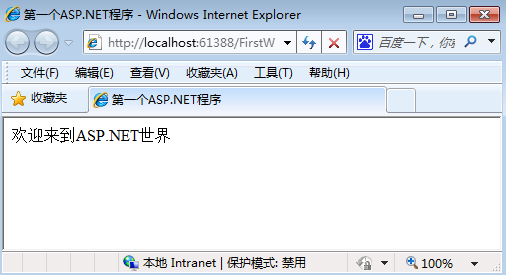 第一个ASP.NET程序 - Windows Internet Explorer
http://localhost:61388/FirstW
百度一下，你
文件(F) 编辑(E) 查看(V) 收藏夹(A) 工具(T) 帮助(H)
收藏夹 第一个ASP.NET程序
欢迎来到ASP.NET世界
本地 Intranet | 保护模式: 禁用 100%